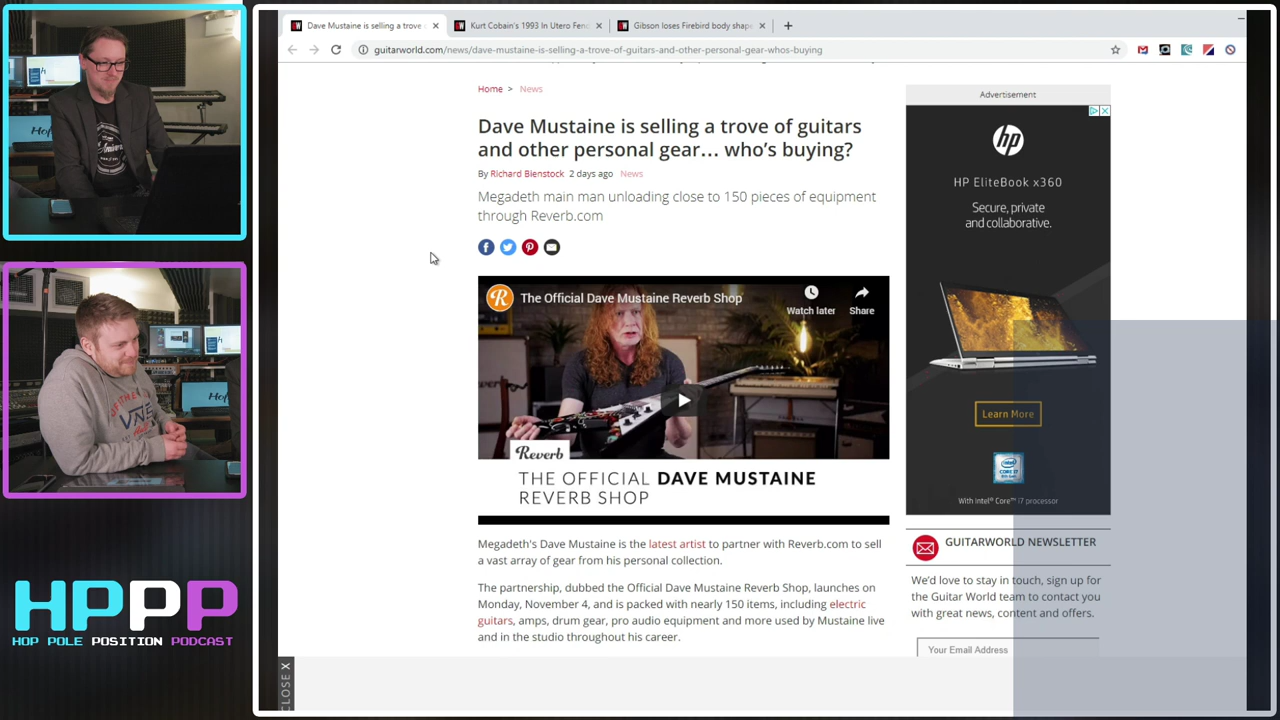 Dave Mustaine is selling a trove
Kurt Cobain's 1993 In Utero Fen
Gibson loses Firebird body shape
guitarworld.com/news/dave-mustaine-is-selling-a-trove-of-guitars-and-other-personal-gear-whos-buying
Home > News
Dave Mustaine is selling a trove of guitars
and other personal gear… who's buying?
By Richard Bienstock 2 days ago News
Megadeth main man unloading close to 150 pieces of equipment
through Reverb.com
The Official Dave Mustaine Reverb Shop
Watch later
Share
Reverb
THE OFFICIAL DAVE MUSTAINE
REVERB SHOP
Megadeth's Dave Mustaine is the latest artist to partner with Reverb.com to sell
a vast array of gear from his personal collection.
The partnership, dubbed the Official Dave Mustaine Reverb Shop, launches on
Monday, November 4, and is packed with nearly 150 items, including electric
guitars, amps, drum gear, pro audio equipment and more used by Mustaine live
and in the studio throughout his career.
Advertisement
hp
HP EliteBook x360
Secure, private
and collaborative.
Learn More
With intel® Core™ i7 processor
GUITARWORLD NEWSLETTER
We'd love to stay in touch, sign up for
the Guitar World team to contact you
with great news, content and offers.
Your Email Address
CLOSE X
HPPP
HOP POLE POSITION PODCAST